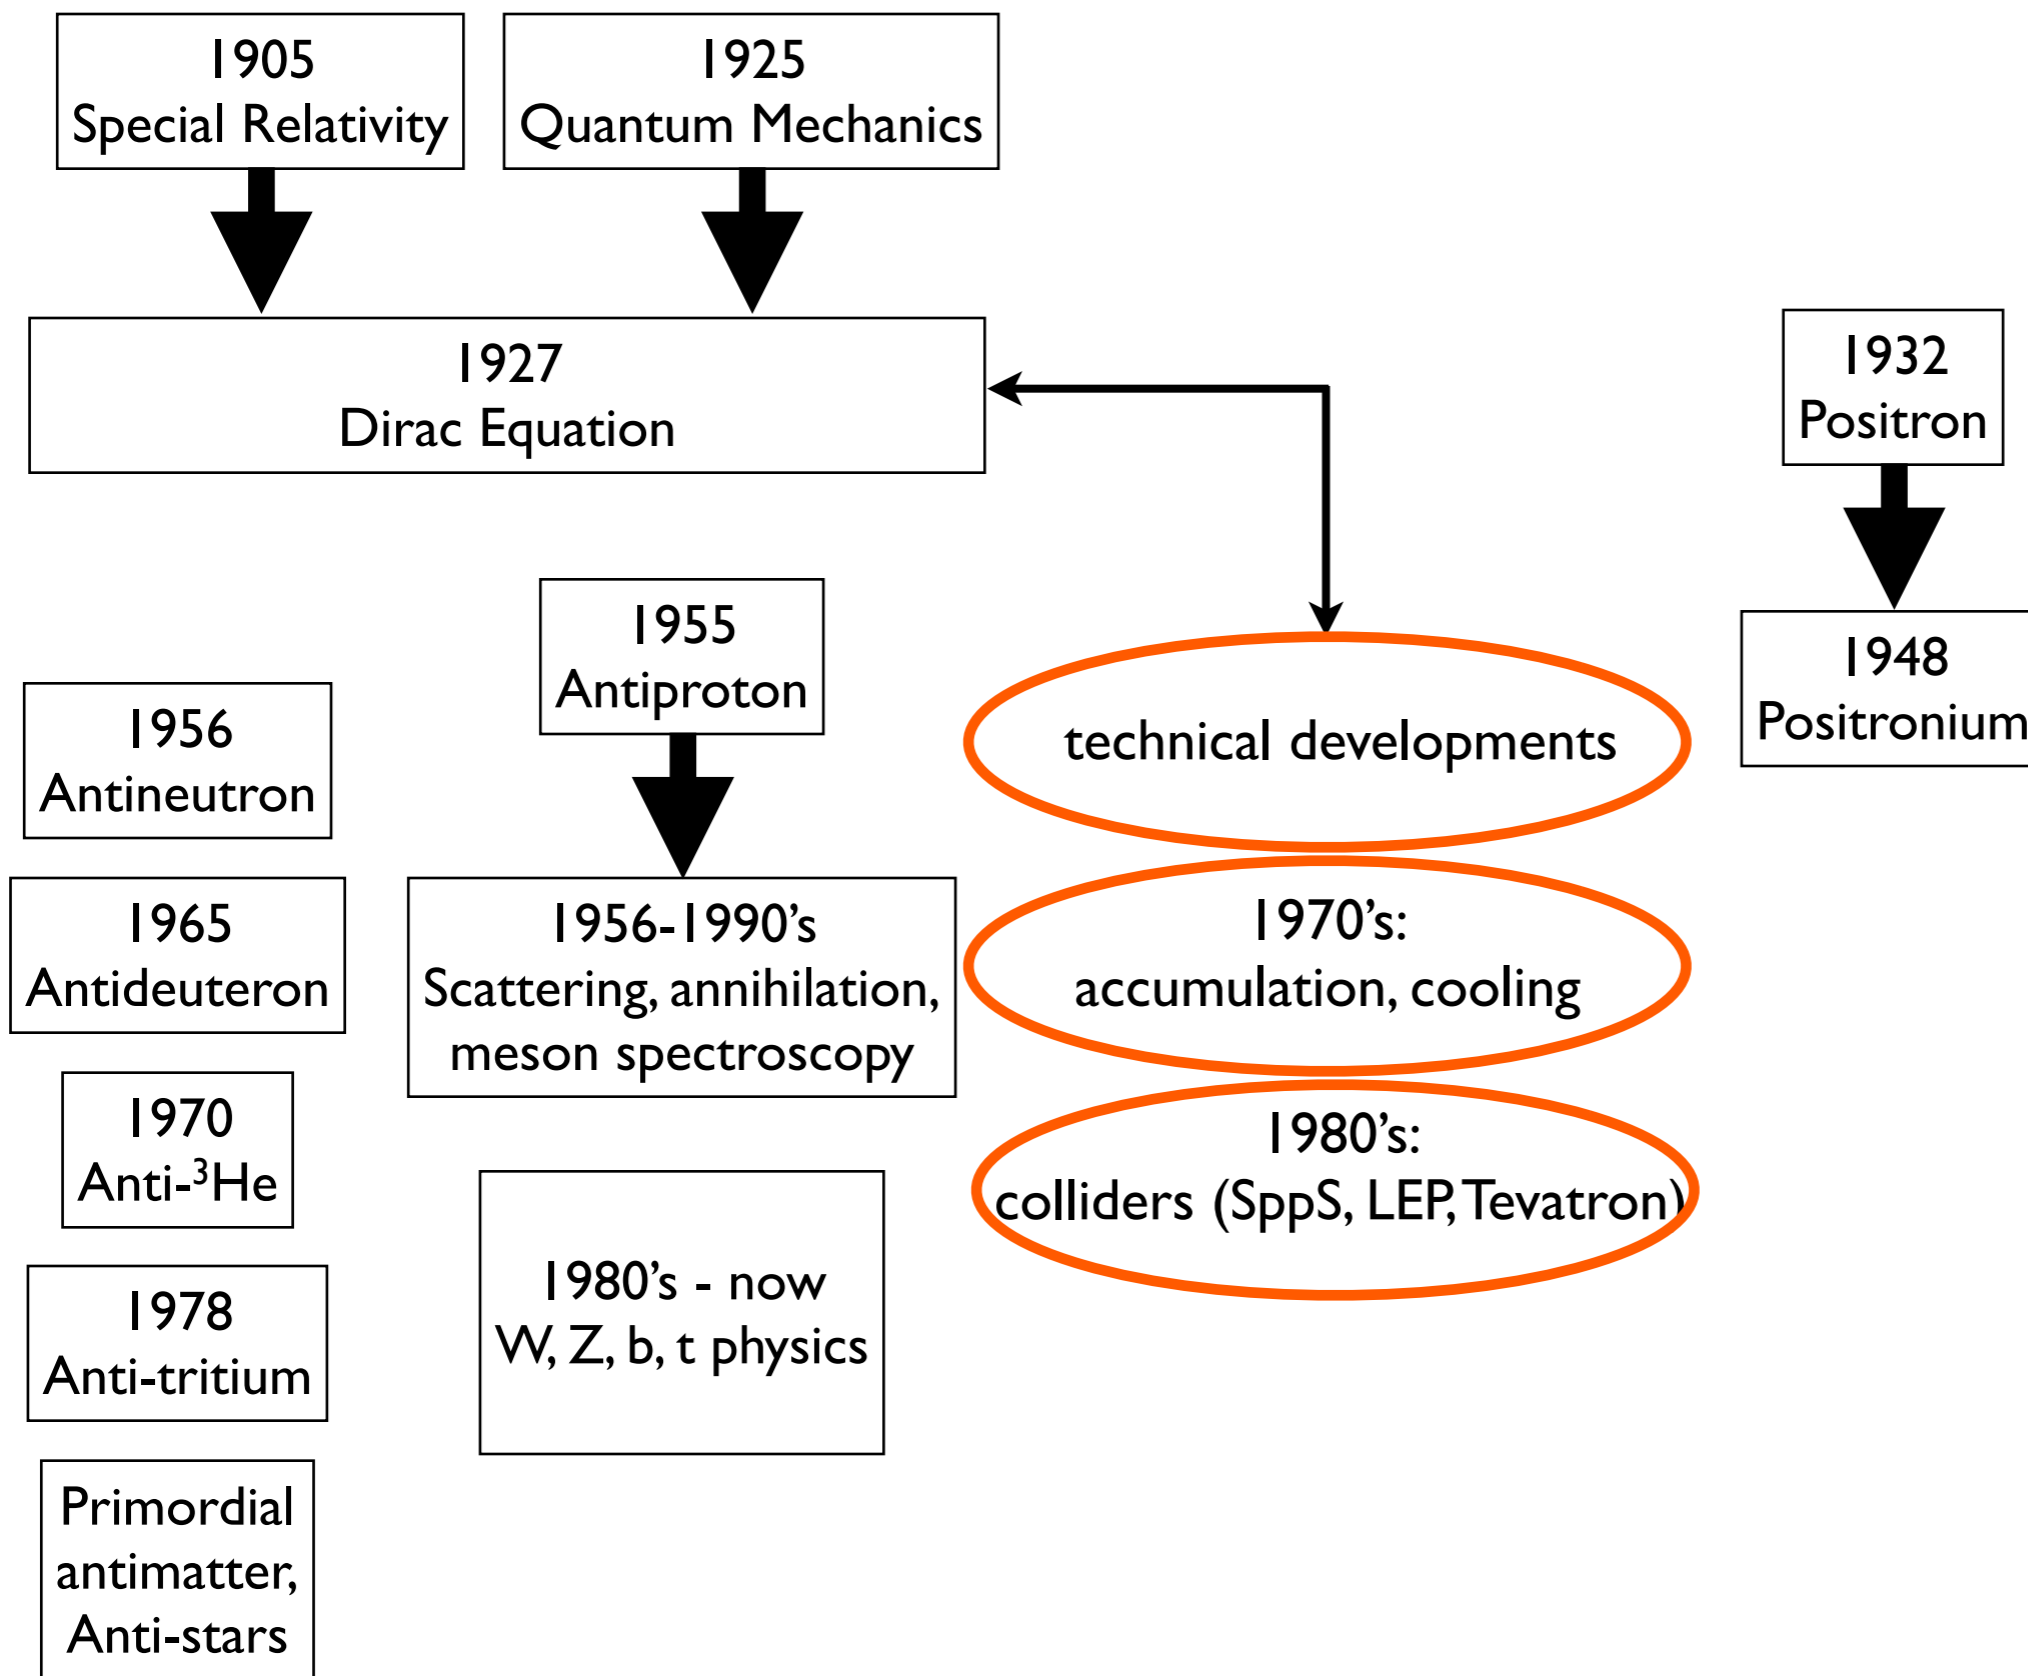 1905
Special Relativity
1925
Quantum Mechanics
1927
Dirac Equation
1932
Positron
1948
Positronium
1955
Antiproton
technical developments
1956
Antineutron
1965
Antideuteron
1956-1990’s
Scattering, annihilation,
meson spectroscopy
1970’s:
accumulation, cooling
1970
Anti-³He
1980’s:
colliders (SppS, LEP, Tevatron)
1978
Anti-tritium
1980’s - now
W, Z, b, t physics
Primordial
antimatter,
Anti-stars